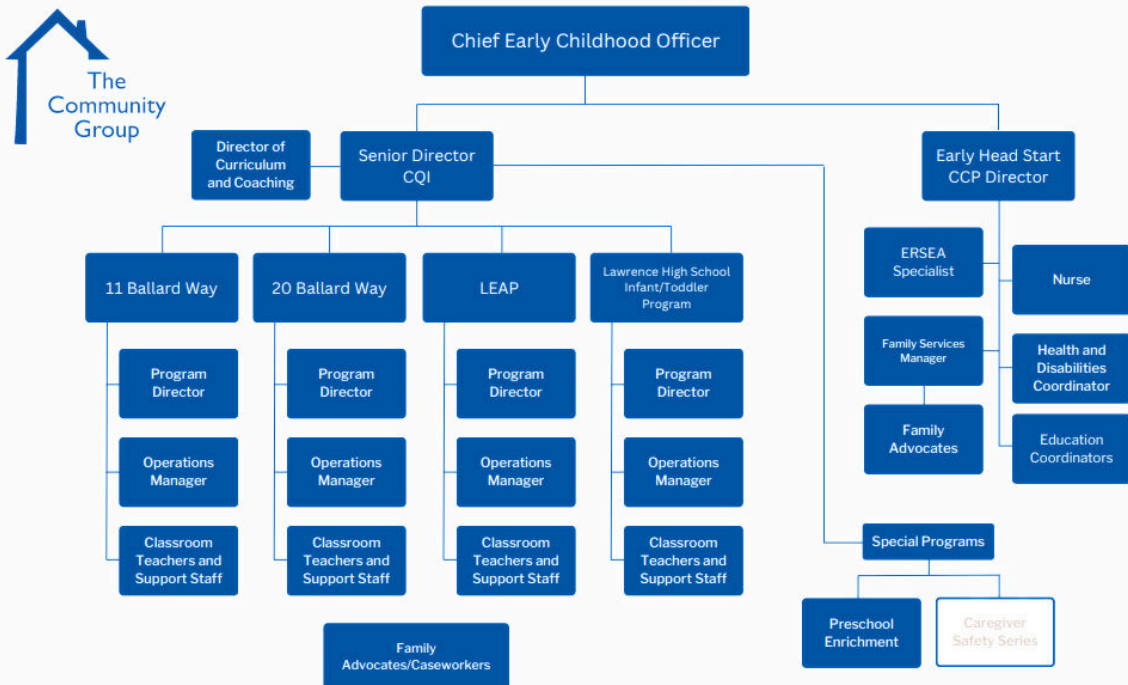 Chief Early Childhood Officer
The
Community
Group
Director of
Curriculum
and Coaching
Senior Director
CQI
Early Head Start
CCP Director
11 Ballard Way
20 Ballard Way
LEAP
Lawrence High School
Infant/Toddler
Program
ERSEA
Specialist
Nurse
Program
Director
Program
Director
Program
Director
Program
Director
Family Services
Manager
Health and
Disabilities
Coordinator
Operations
Manager
Operations
Manager
Operations
Manager
Operations
Manager
Family
Advocates
Education
Coordinators
Classroom
Teachers and
Support Staff
Classroom
Teachers and
Support Staff
Classroom
Teachers and
Support Staff
Classroom
Teachers and
Support Staff
Special Programs
Preschool
Enrichment
Caregiver
Safety Series
Family
Advocates/Caseworkers